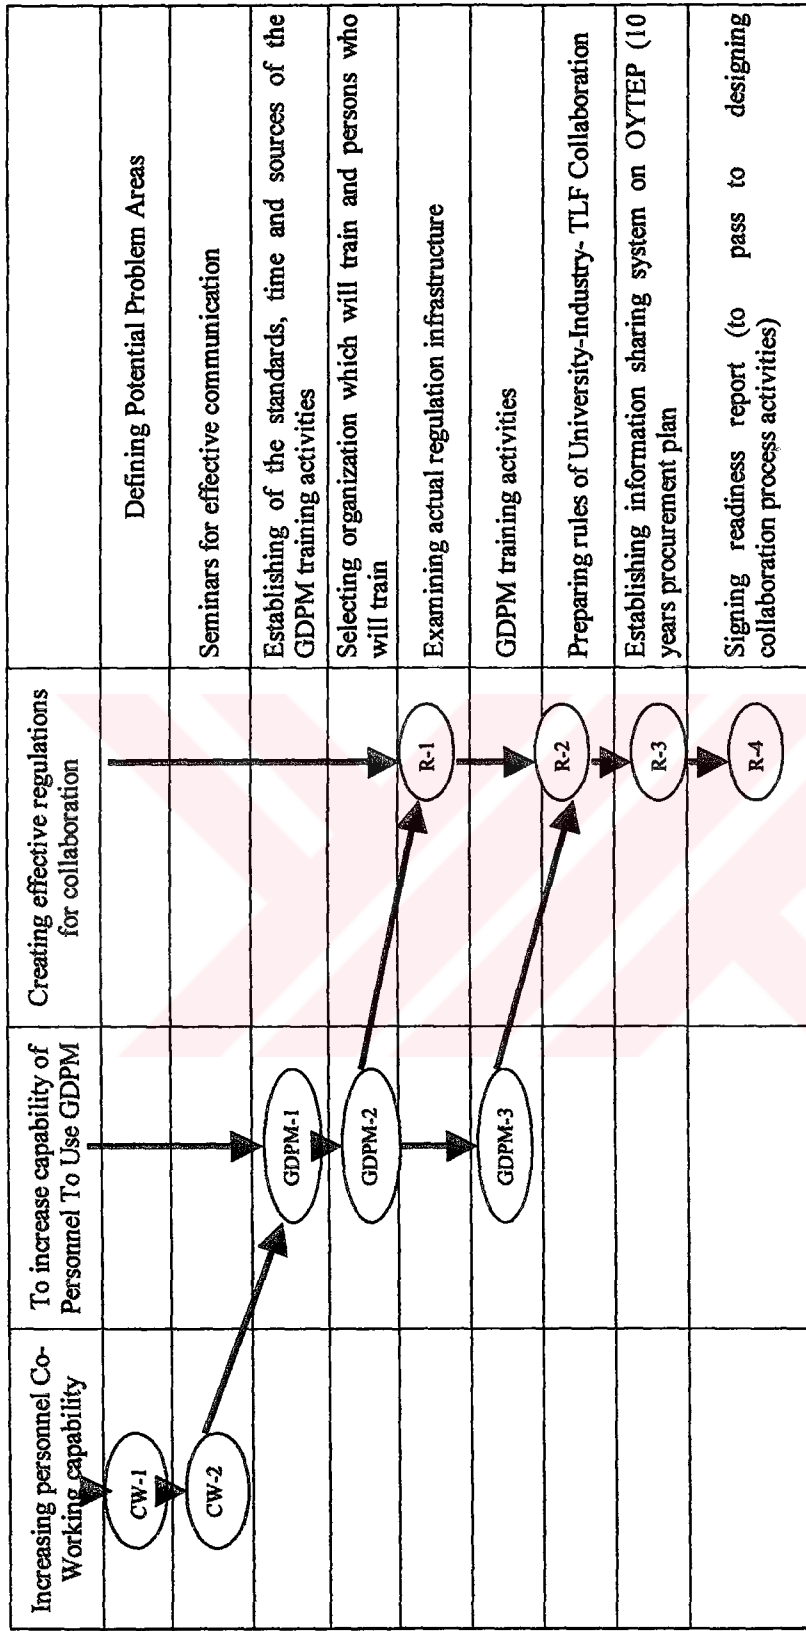 Increasing personnel Co-
Working capability
To increase capability of
Personnel To Use GDPM
Creating effective regulations
for collaboration
CW-1
Defining Potential Problem Areas
CW-2
Seminars for effective communication
GDPM-1
Establishing of the standards, time and sources of the
GDPM training activities
GDPM-2
Selecting organization which will train and persons who
will train
R-1
Examining actual regulation infrastructure
GDPM-3
GDPM training activities
R-2
Preparing rules of University-Industry- TLF Collaboration
R-3
Establishing information sharing system on OYTEP (10
years procurement plan
R-4
Signing readiness report (to pass to designing
collaboration process activities)